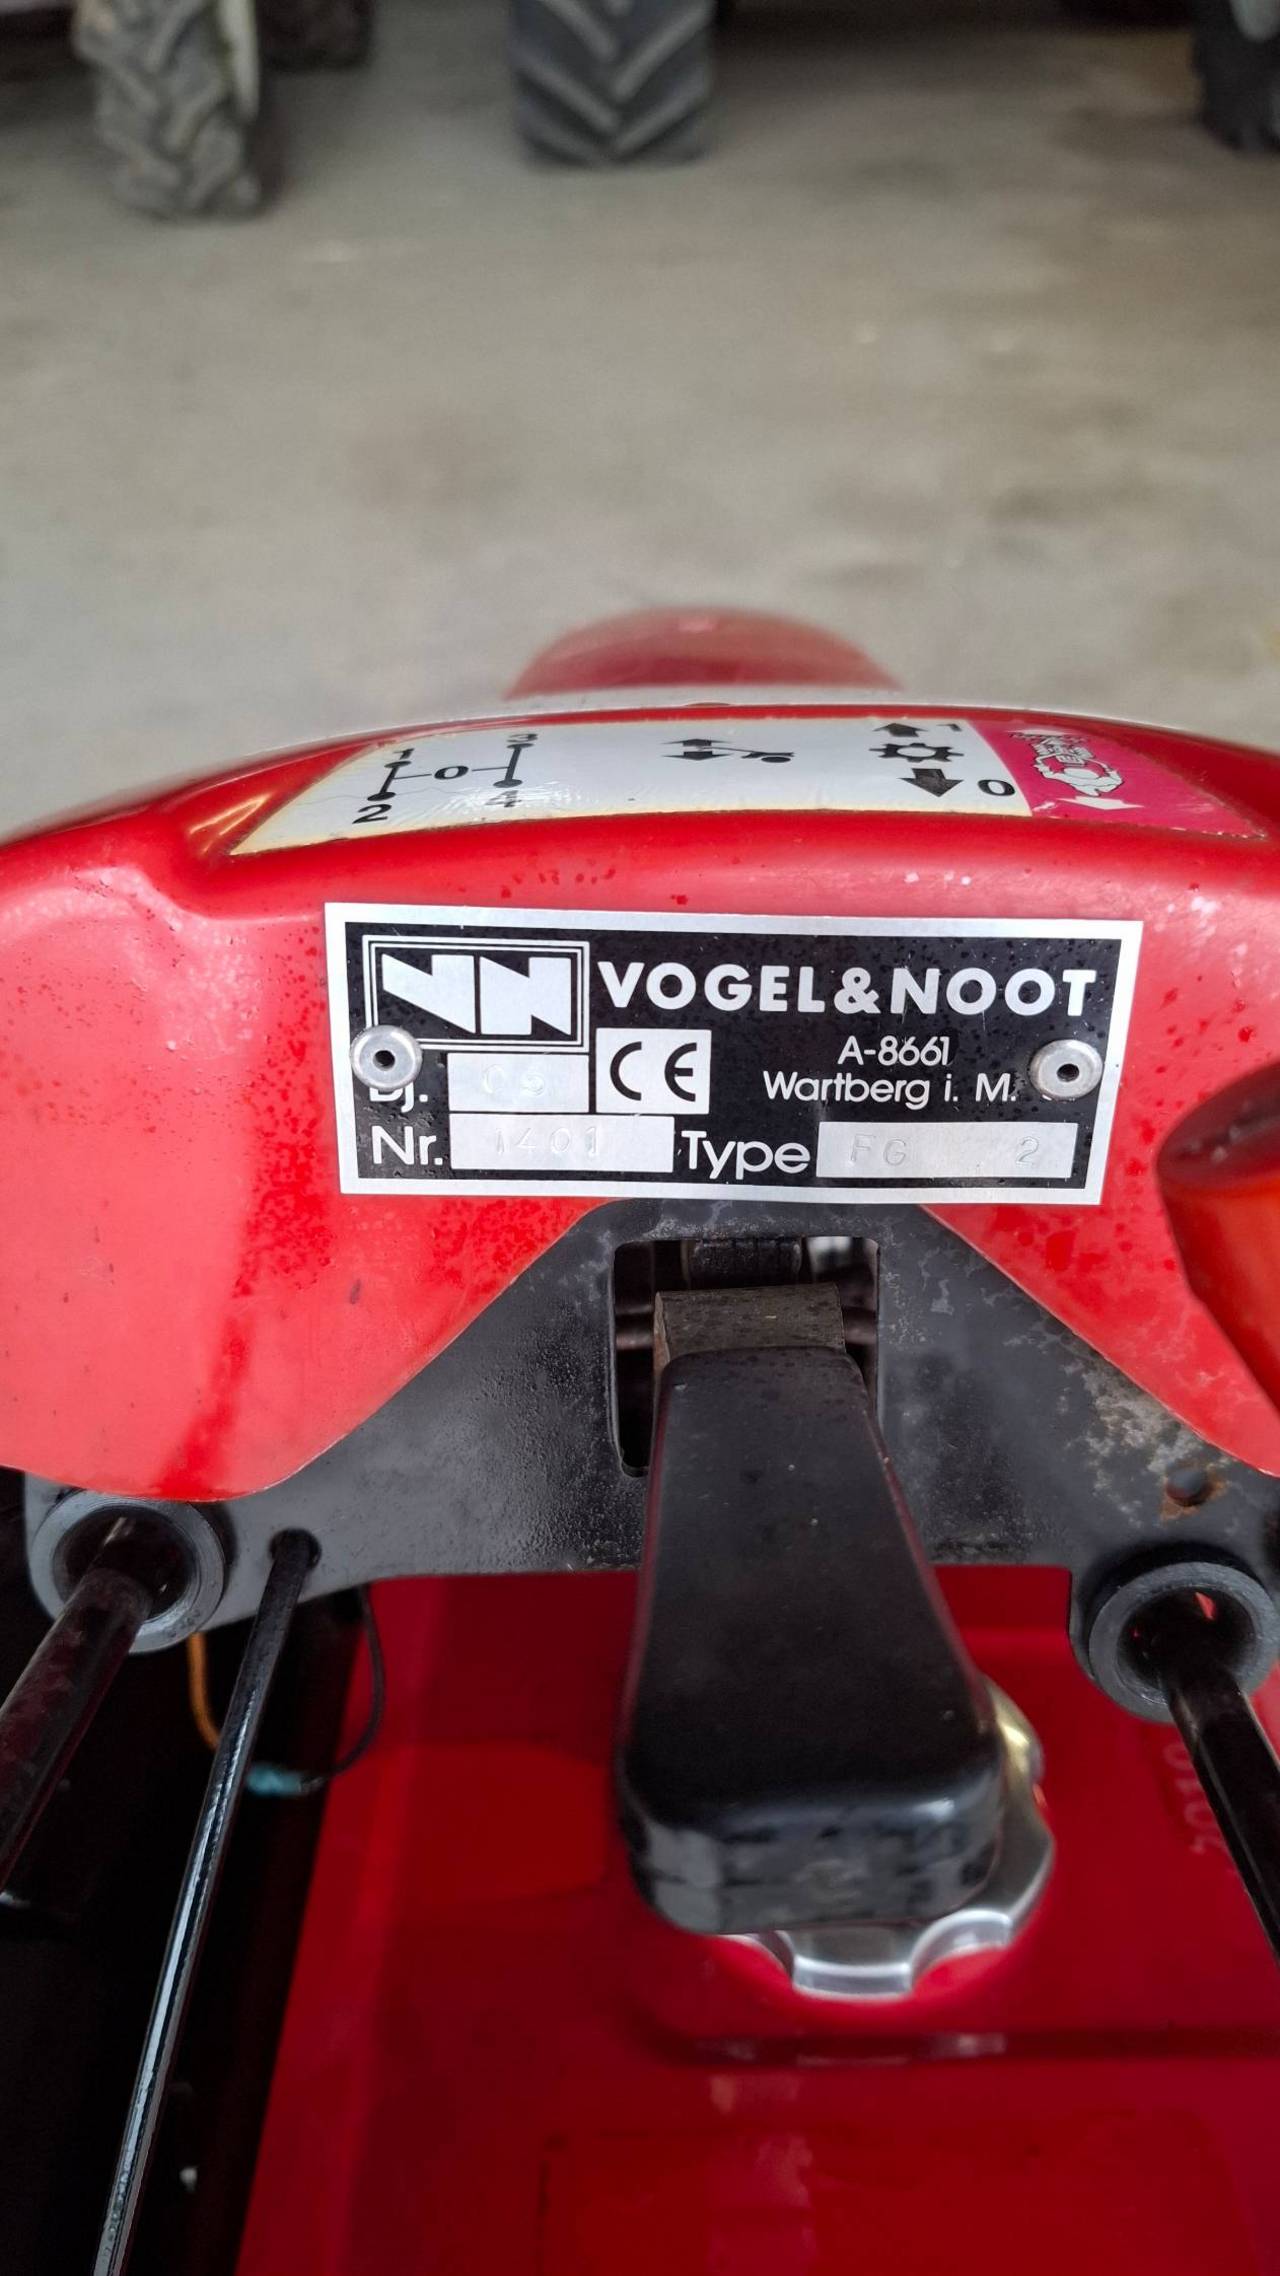 1 3
0
2 4
1
0
VN VOGEL&NOOT
A-8661
Bj. 05 CE Wartberg i. M.
Nr. 1401 Type FG 2